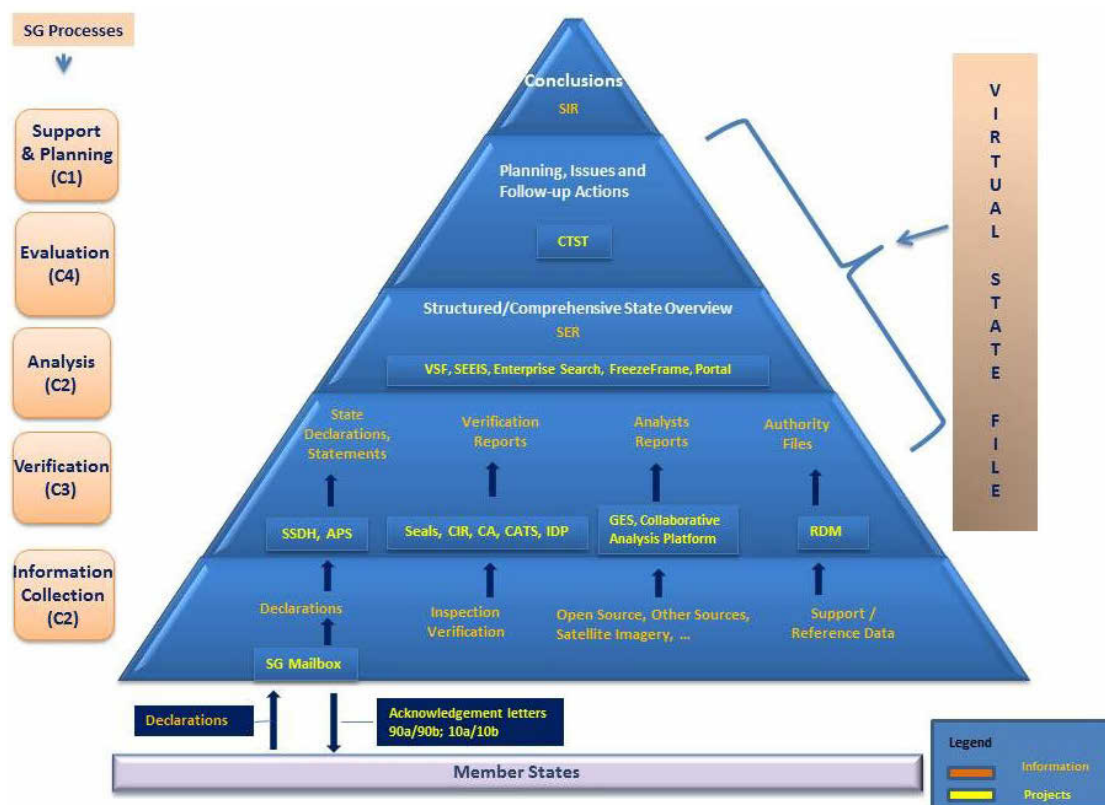 SG Processes
Support
& Planning
(C1)
Evaluation
(C4)
Analysis
(C2)
Verification
(C3)
Information
Collection
(C2)
Conclusions
SIR
Planning, Issues and
Follow-up Actions
CTST
Structured/Comprehensive State Overview
SER
VSF, SEEIS, Enterprise Search, FreezeFrame, Portal
State
Declarations,
Statements
Verification
Reports
Analysts
Reports
Authority
Files
SSDH, APS
Seals, CIR, CA, CATS, IDP
GES, Collaborative
Analysis Platform
RDM
Declarations
Inspection
Verification
Open Source, Other Sources,
Satellite Imagery, ...
Support /
Reference Data
SG Mailbox
Declarations
Acknowledgement letters
90a/90b; 10a/10b
Member States
VIRTUAL STATE FILE
Legend
Information
Projects